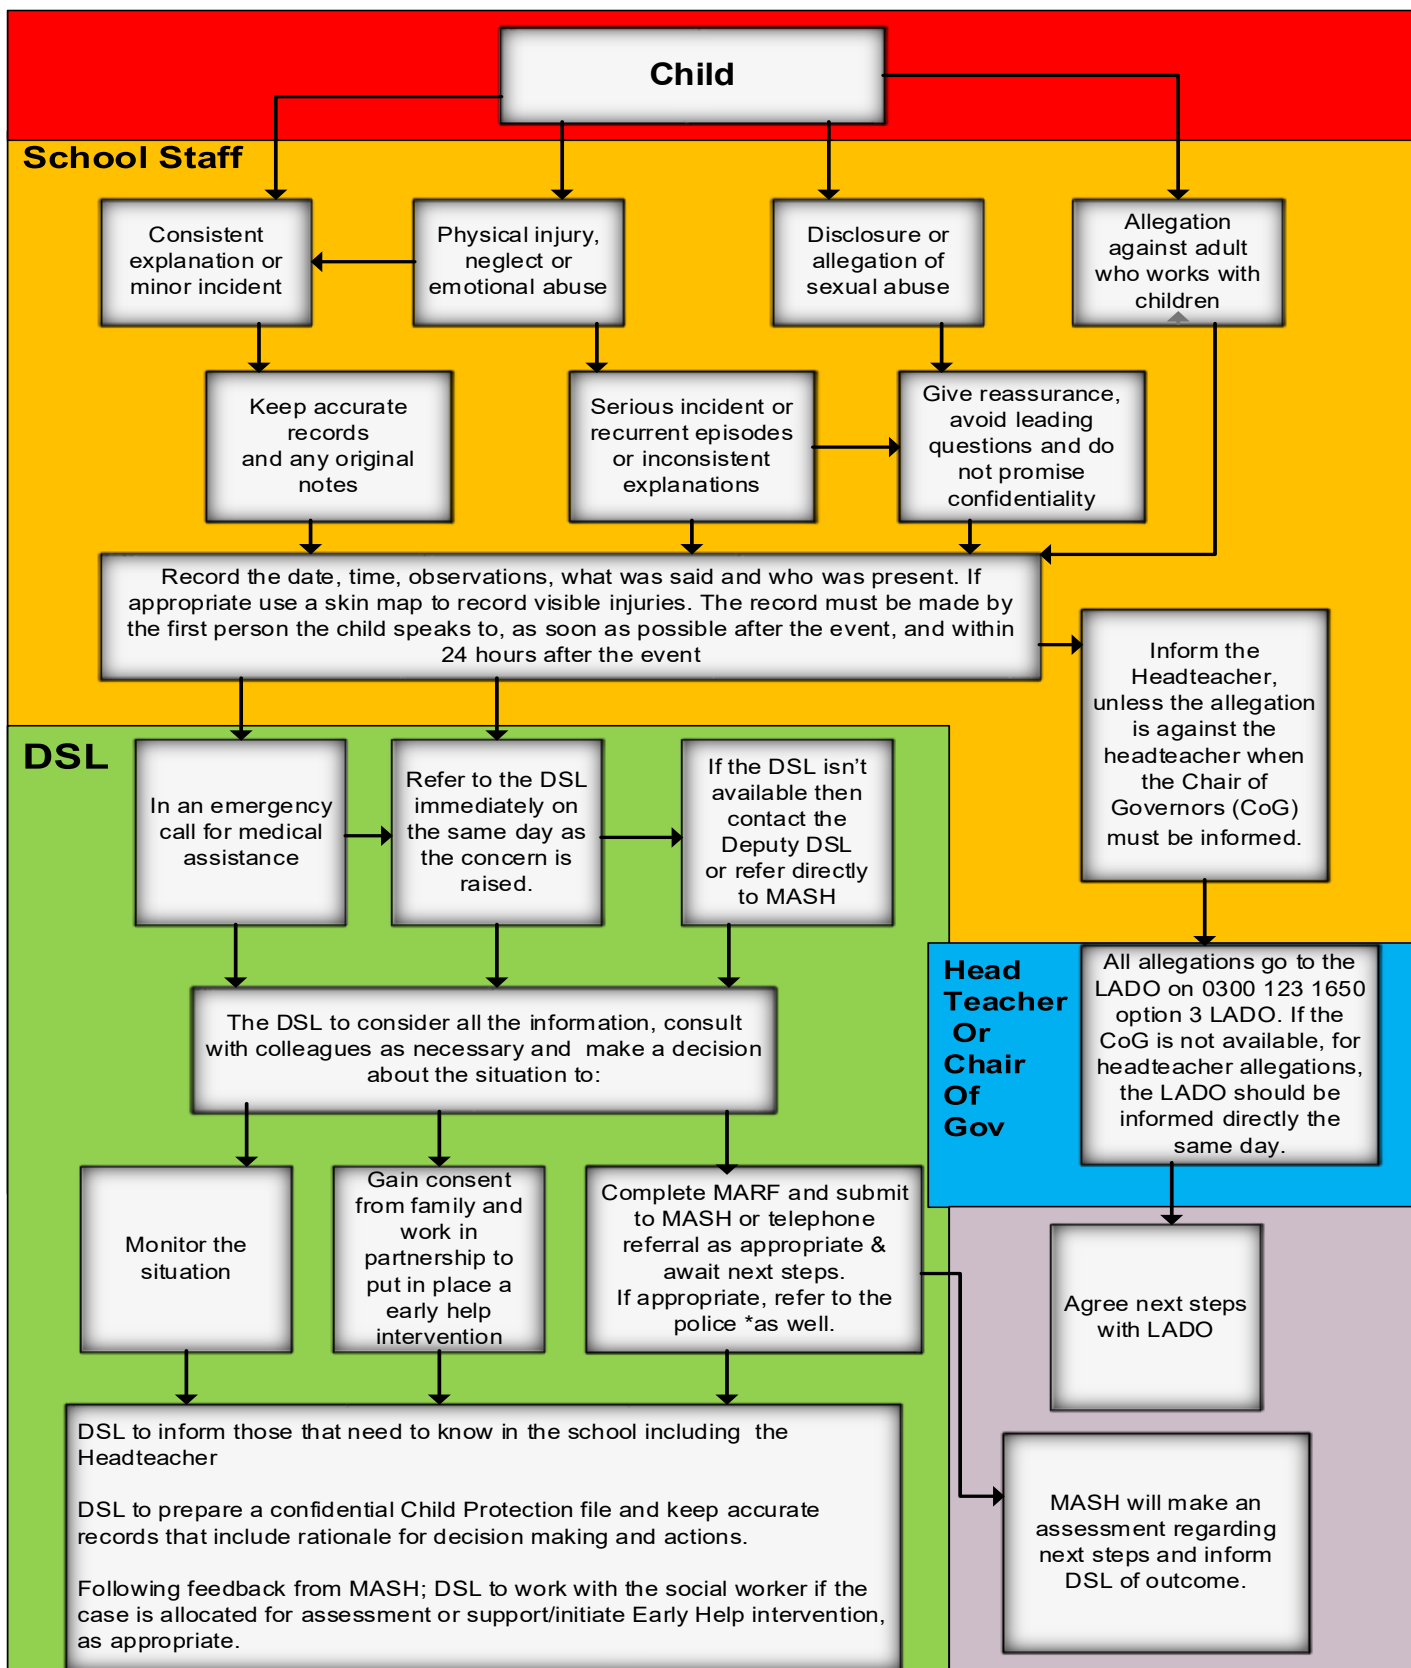 Child
School Staff
Consistent
explanation or
minor incident
Physical injury,
neglect or
emotional abuse
Disclosure or
allegation of
sexual abuse
Allegation
against adult
who works with
children
Keep accurate
records
and any original
notes
Serious incident or
recurrent episodes
or inconsistent
explanations
Give reassurance,
avoid leading
questions and do
not promise
confidentiality
Record the date, time, observations, what was said and who was present. If
appropriate use a skin map to record visible injuries. The record must be made by
the first person the child speaks to, as soon as possible after the event, and within
24 hours after the event
Inform the
Headteacher,
unless the allegation
is against the
headteacher when
the Chair of
Governors (CoG)
must be informed.
DSL
In an emergency
call for medical
assistance
Refer to the DSL
immediately on
the same day as
the concern is
raised.
If the DSL isn't
available then
contact the
Deputy DSL
or refer directly
to MASH
Head
Teacher
Or
Chair
Of
Gov
All allegations go to the
LADO on 0300 123 1650
option 3 LADO. If the
CoG is not available, for
headteacher allegations,
the LADO should be
informed directly the
same day.
The DSL to consider all the information, consult
with colleagues as necessary and  make a decision
about the situation to:
Monitor the
situation
Gain consent
from family and
work in
partnership to
put in place a
early help
intervention
Complete MARF and submit
to MASH or telephone
referral as appropriate &
await next steps.
If appropriate, refer to the
police *as well.
Agree next steps
with LADO
DSL to inform those that need to know in the school including  the
Headteacher
DSL to prepare a confidential Child Protection file and keep accurate
records that include rationale for decision making and actions.
Following feedback from MASH; DSL to work with the social worker if the
case is allocated for assessment or support/initiate Early Help intervention,
as appropriate.
MASH will make an
assessment regarding
next steps and inform
DSL of outcome.